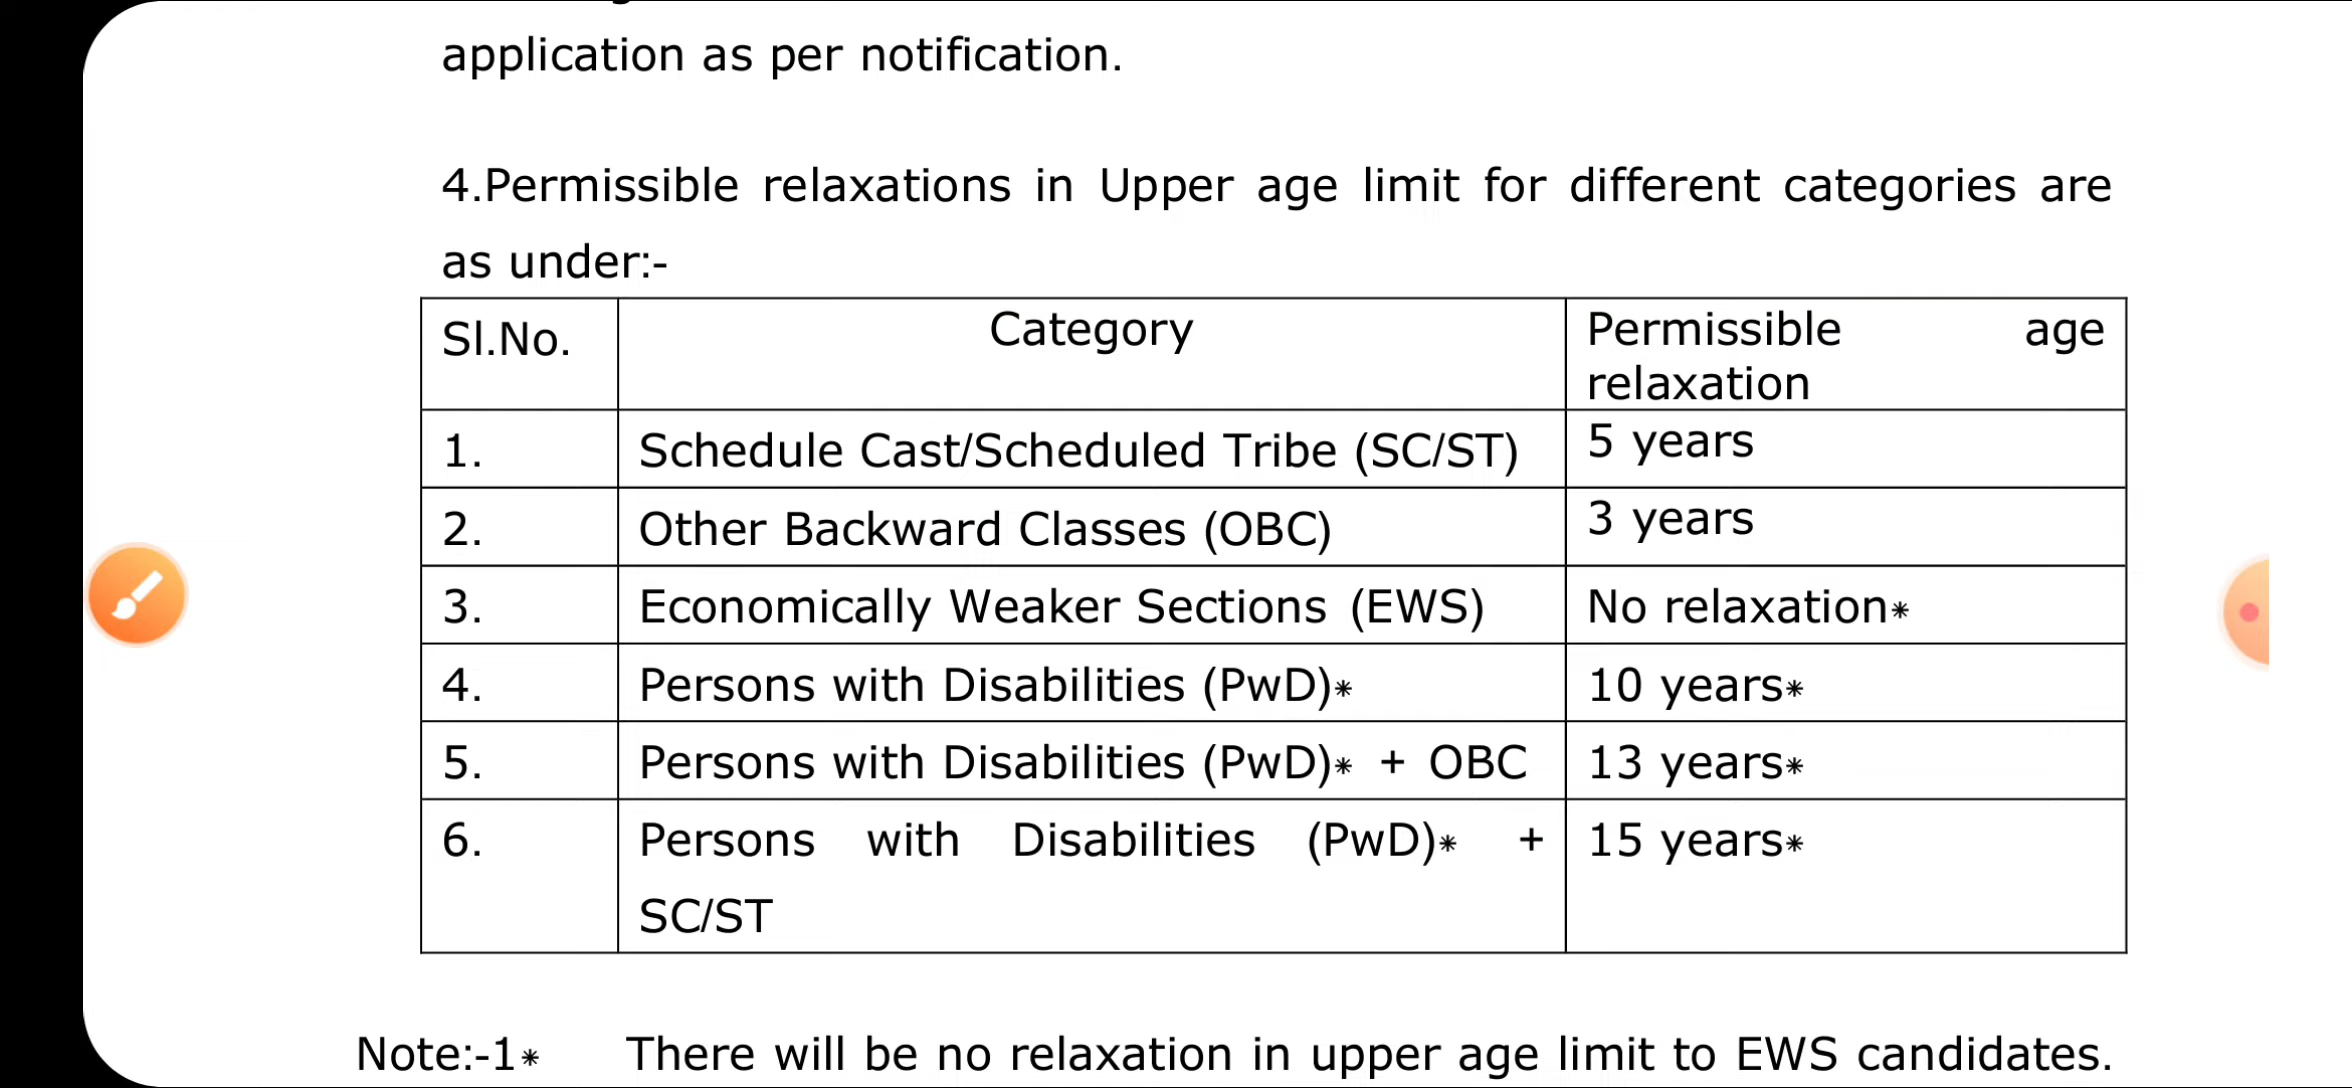 application as per notification.
4.Permissible relaxations in Upper age limit for different categories are
as under:-
Sl.No. Category Permissible age
relaxation
1. Schedule Cast/Scheduled Tribe (SC/ST) 5 years
2. Other Backward Classes (OBC) 3 years
3. Economically Weaker Sections (EWS) No relaxation*
4. Persons with Disabilities (PwD)* 10 years*
5. Persons with Disabilities (PwD)* + OBC 13 years*
6. Persons with Disabilities (PwD)* + 15 years*
SC/ST
Note:-1* There will be no relaxation in upper age limit to EWS candidates.